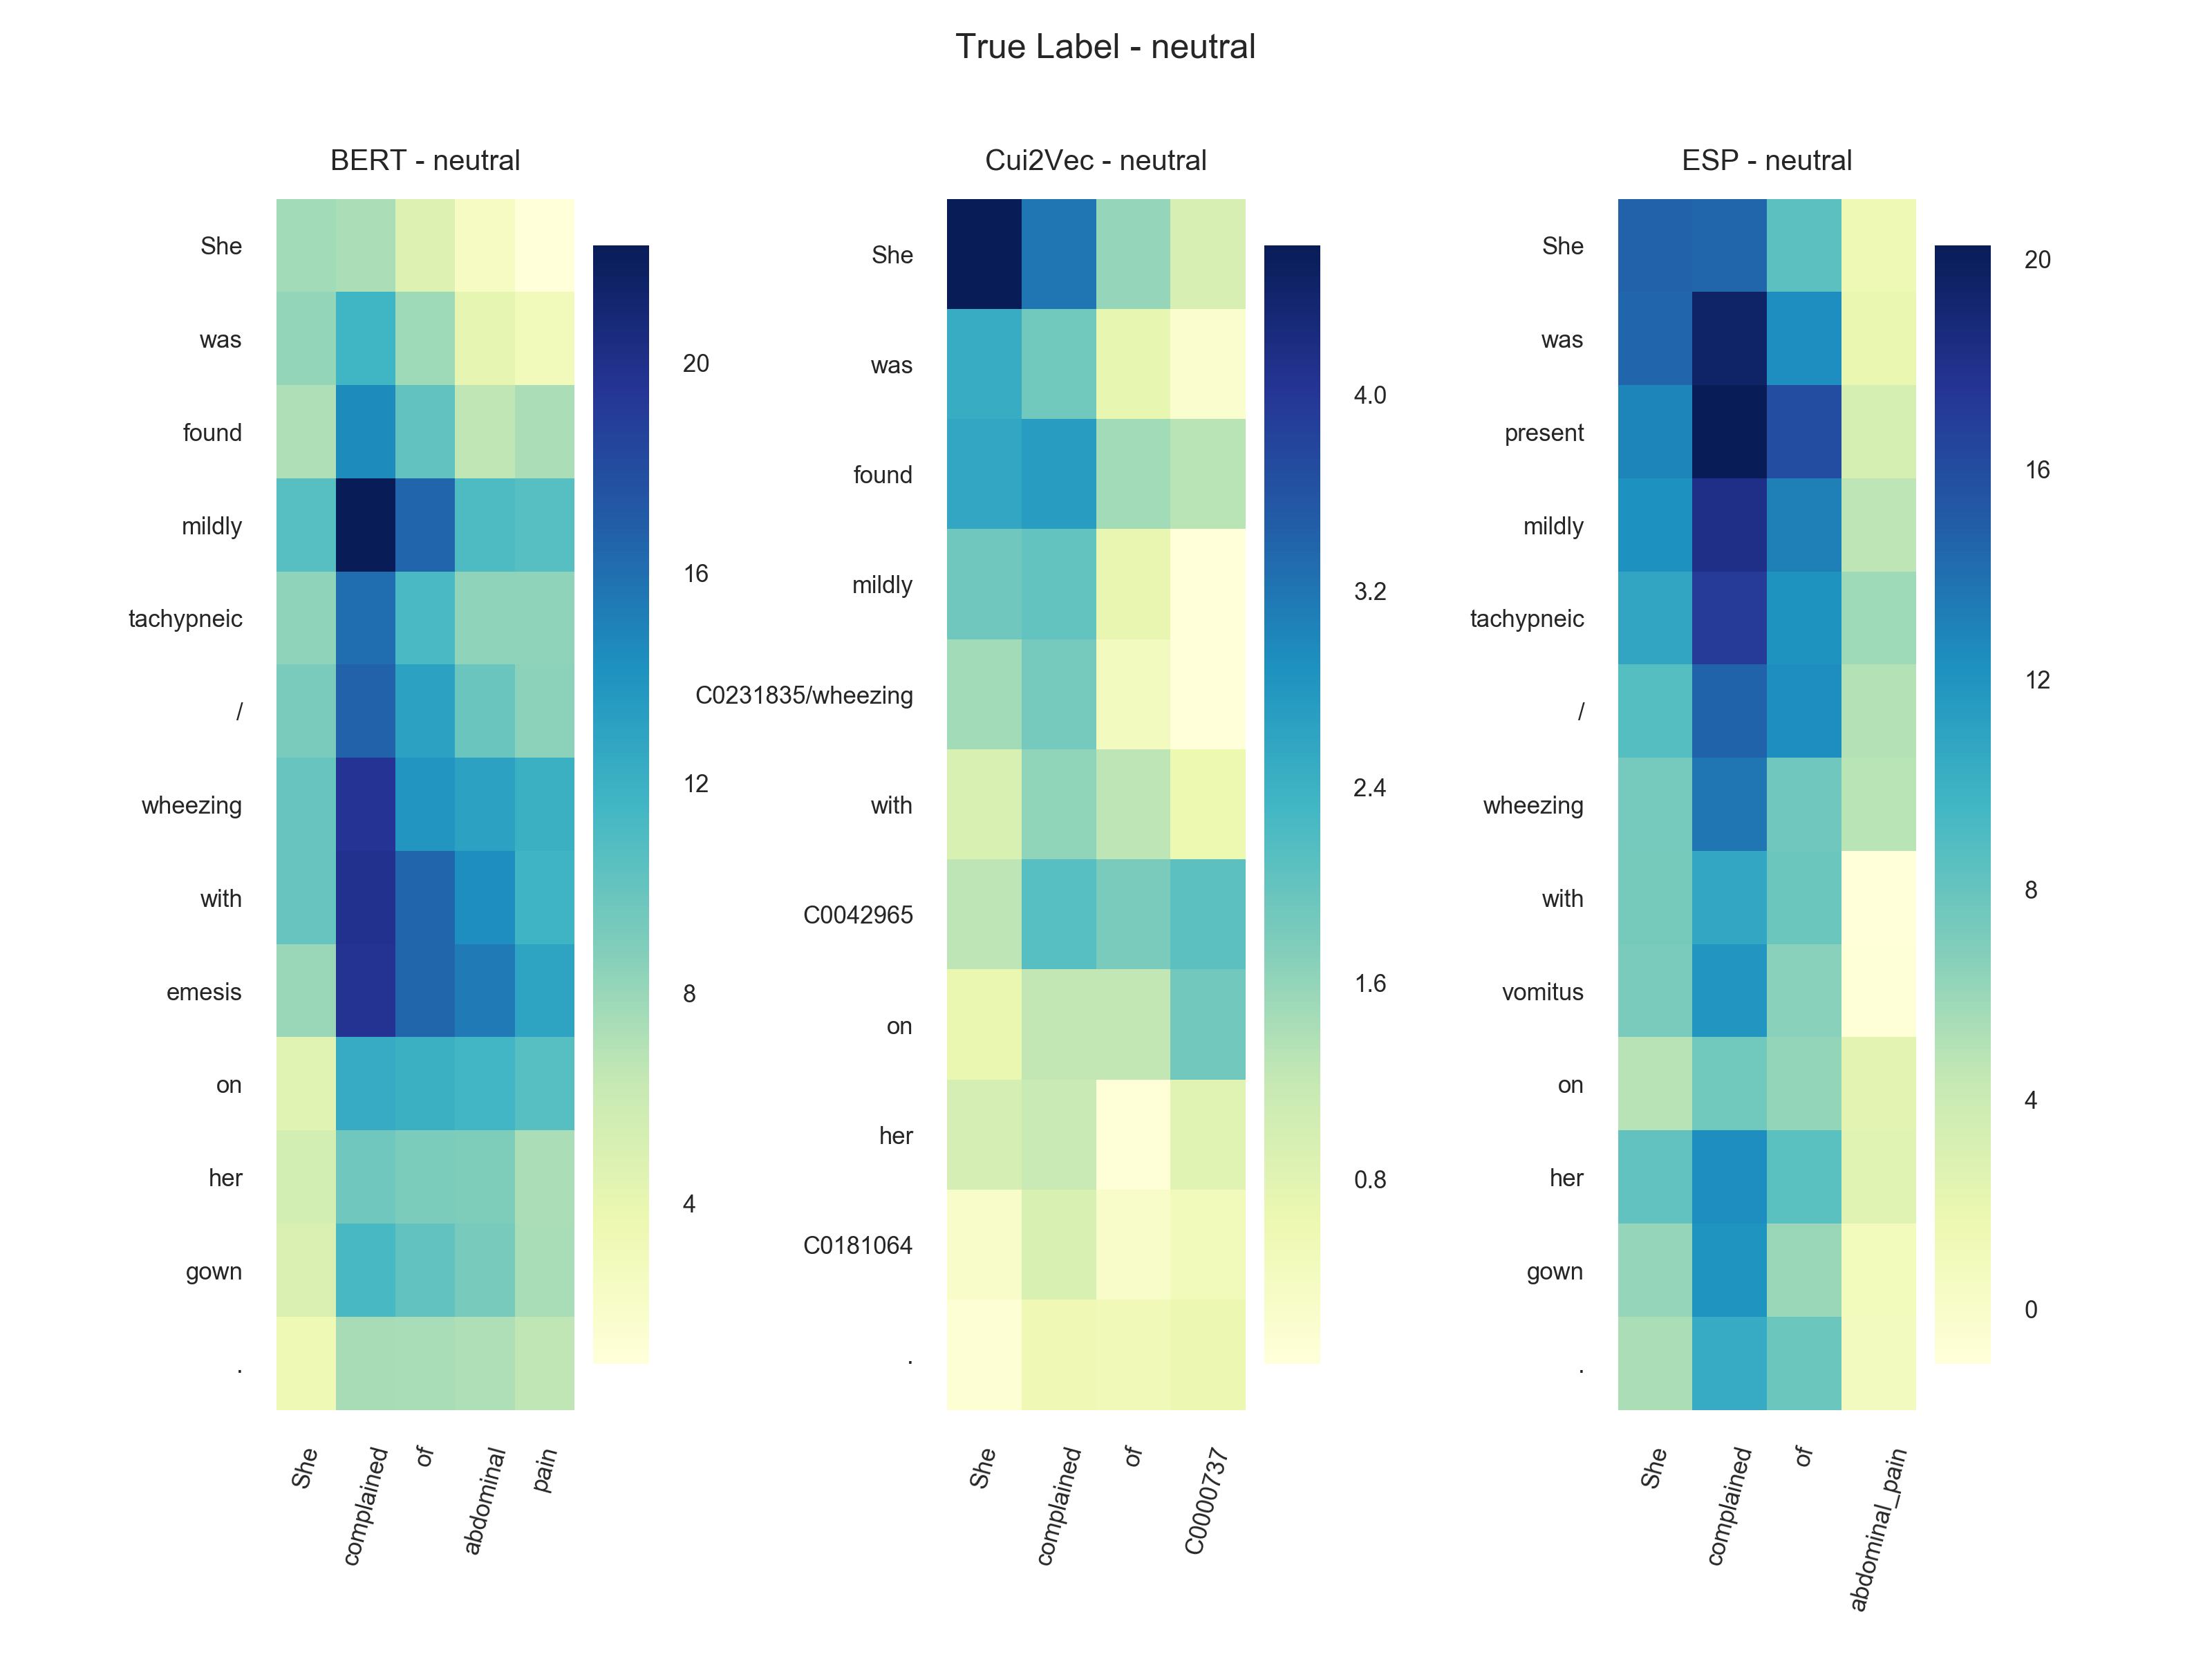 True Label - neutral
BERT - neutral
She
was
found
mildly
tachypneic
/
wheezing
with
emesis
on
her
gown
.
She
complained
of
abdominal
pain
20
16
12
8
4
Cui2Vec - neutral
She
was
found
mildly
C0231835/wheezing
with
C0042965
on
her
C0181064
.
She
complained
of
C0000737
4.0
3.2
2.4
1.6
0.8
ESP - neutral
She
was
present
mildly
tachypneic
/
wheezing
with
vomitus
on
her
gown
.
She
complained
of
abdominal_pain
20
16
12
8
4
0